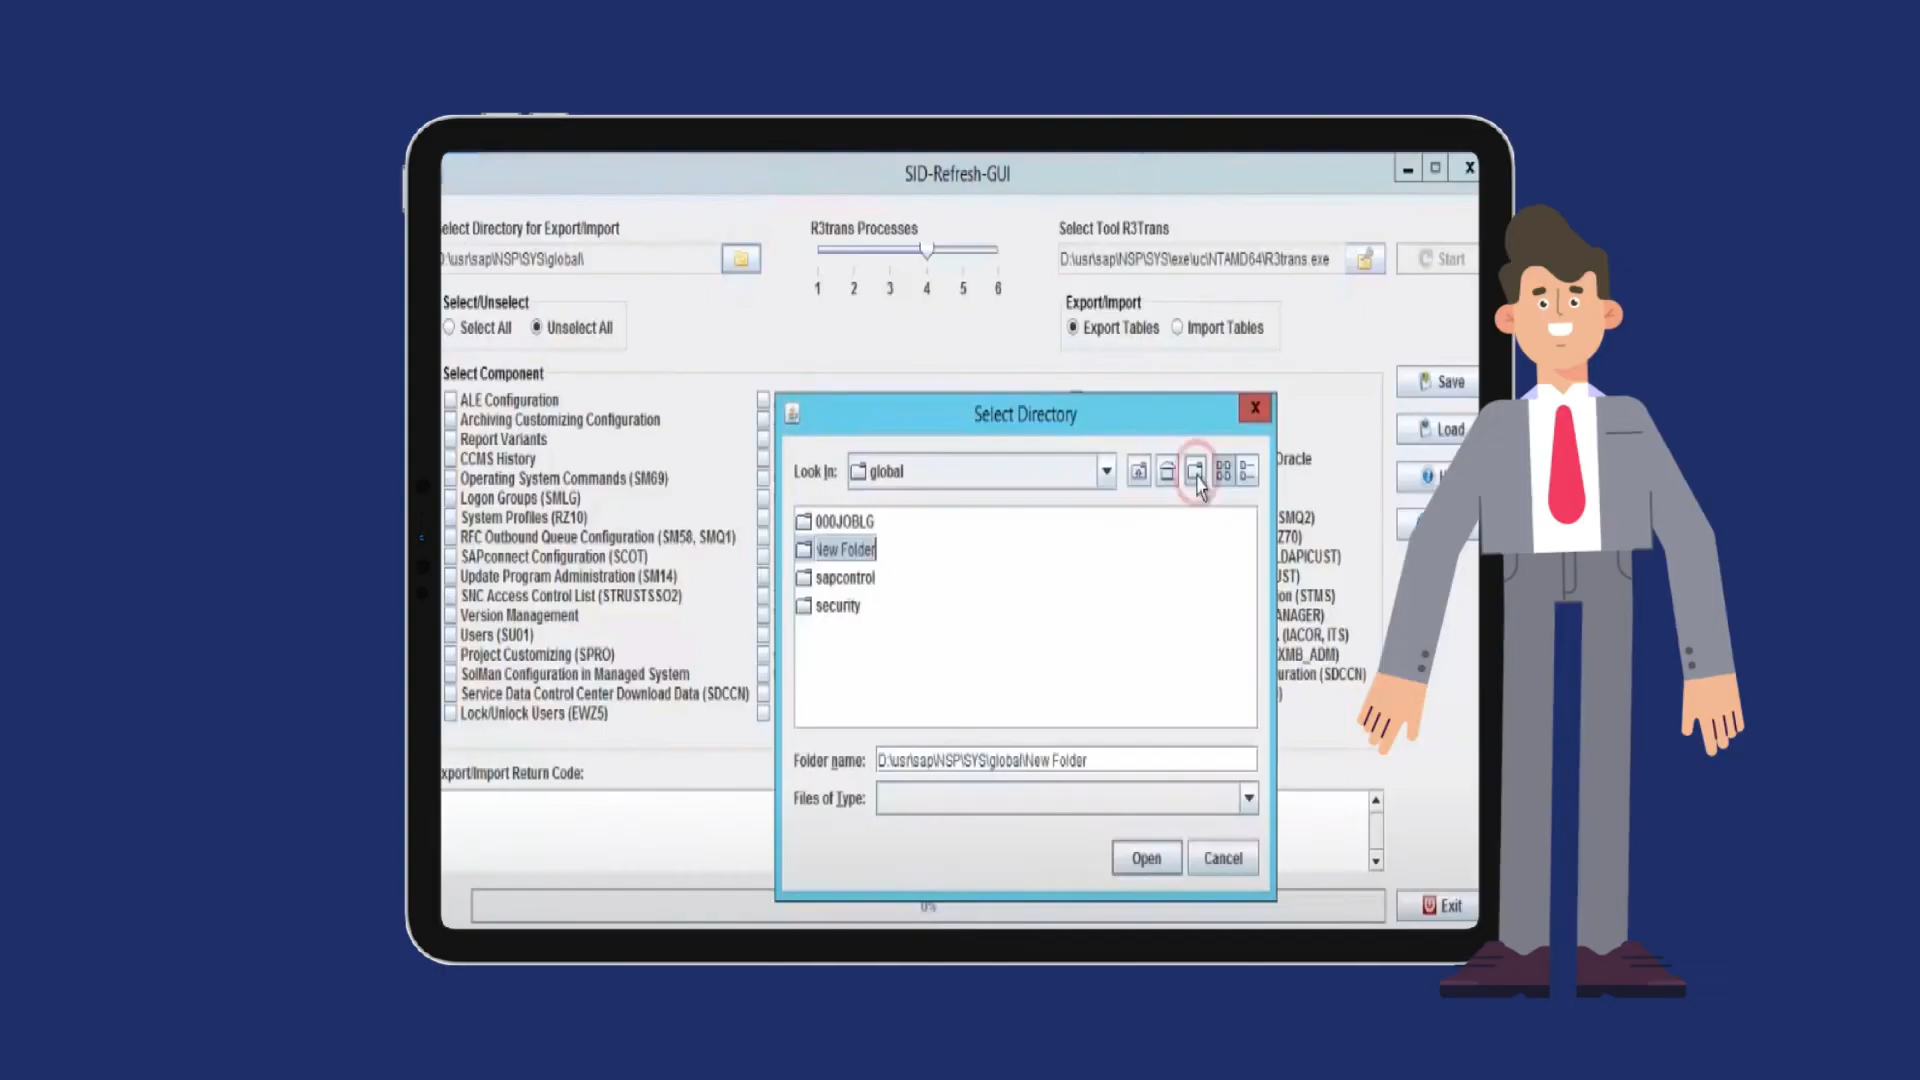 SID-Refresh-GUI
elect Directory for Export/Import
R3trans Processes
Select Tool R3Trans
D:\usr\sap\NSP\SYS\global\
D:\usr\sap\NSP\SYS\exe\uc\NTAMD64\R3trans.exe
Start
1 2 3 4 5 6
Select/Unselect
Export/Import
Select All
Unselect All
Export Tables
Import Tables
Select Component
Save
ALE Configuration
Archiving Customizing Configuration
Report Variants
CCMS History
Operating System Commands (SM69)
Logon Groups (SMLG)
System Profiles (RZ10)
RFC Outbound Queue Configuration (SM58, SMQ1)
SAPconnect Configuration (SCOT)
Update Program Administration (SM14)
SNC Access Control List (STRUSTSSO2)
Version Management
Users (SU01)
Project Customizing (SPRO)
SolMan Configuration in Managed System
Service Data Control Center Download Data (SDCCN)
Lock/Unlock Users (EWZ5)
Select Directory
X
Look In:
global
000JOBLG
New Folder
sapcontrol
security
Folder name:
D:\usr\sap\NSP\SYS\global\New Folder
Files of Type:
Open
Cancel
Load
Oracle
SMQ2)
Z70)
LDAPICUST)
UST)
on (STMS)
ANAGER)
(IACOR, ITS)
XMB_ADM)
uration (SDCCN)
xport/Import Return Code:
0%
Exit